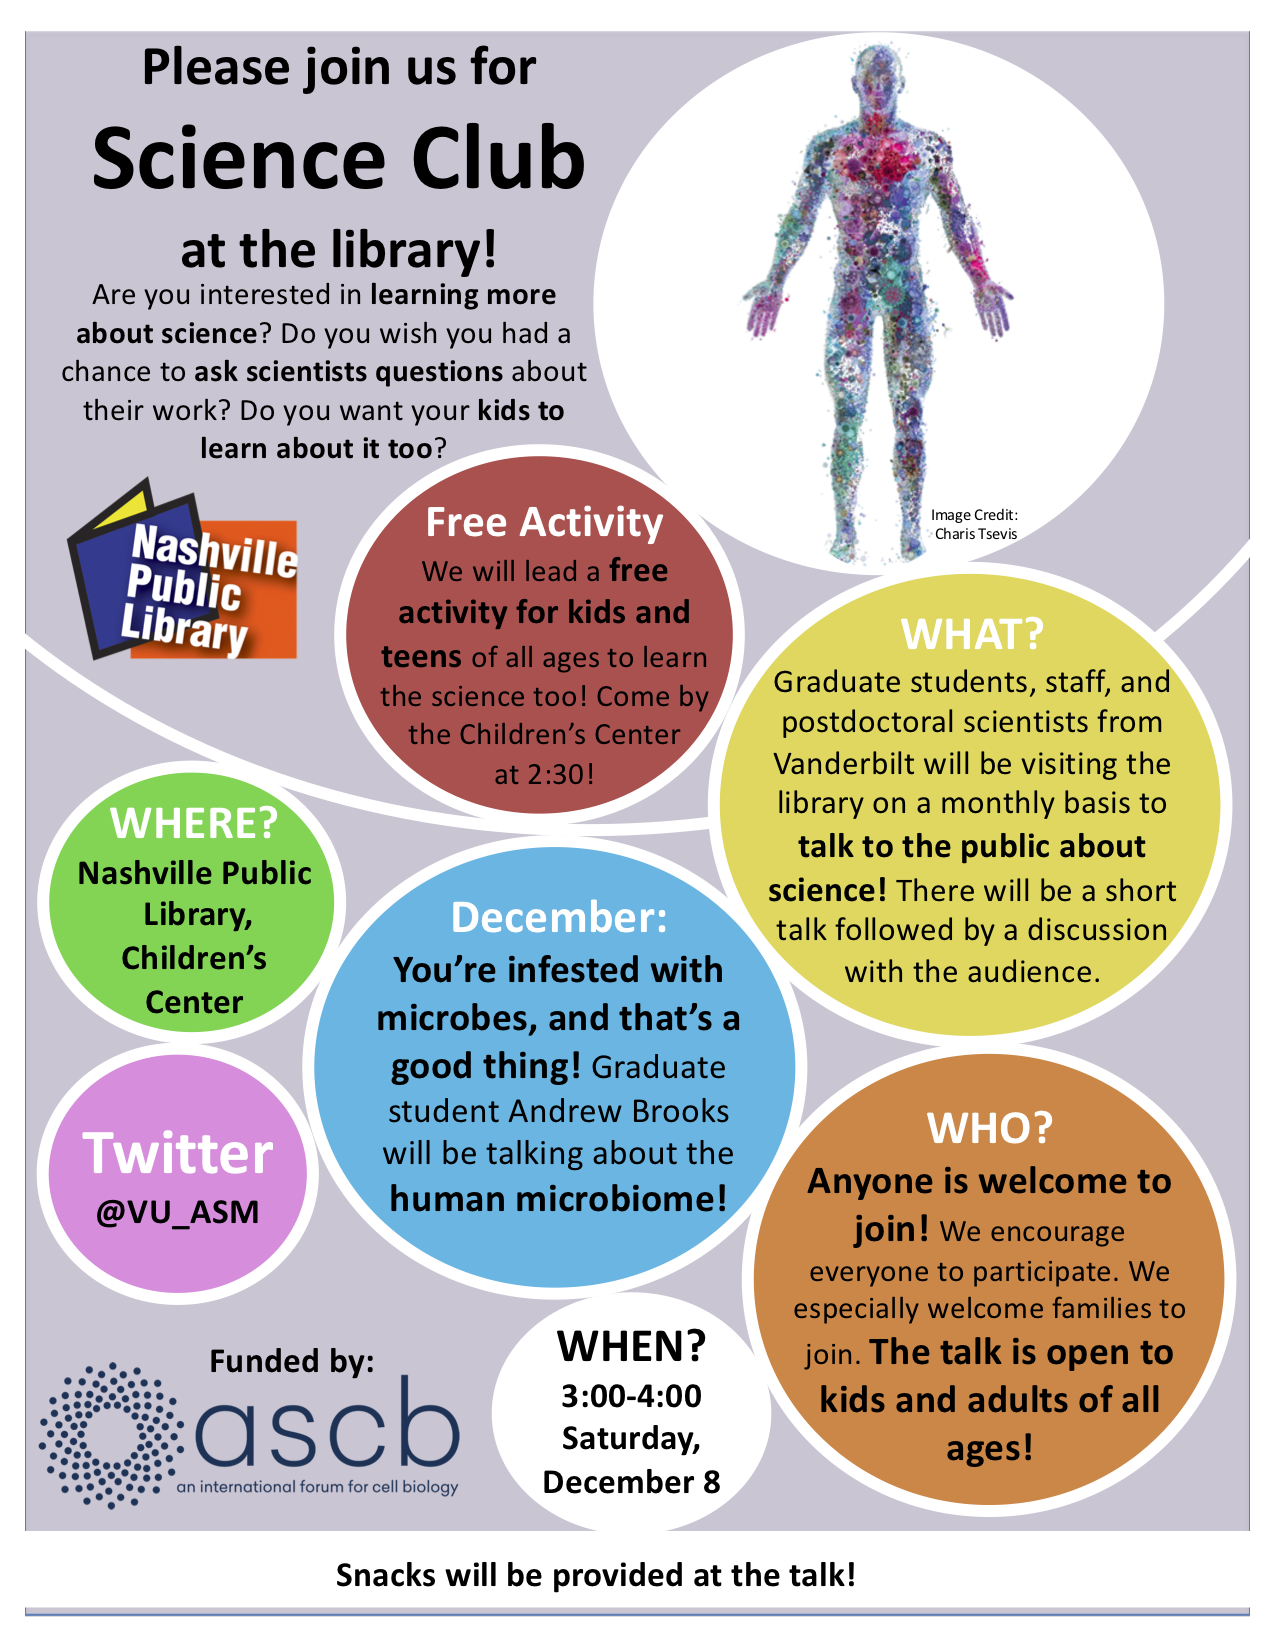 Please join us for
Science Club
at the library!
Are you interested in learning more
about science? Do you wish you had a
chance to ask scientists questions about
their work? Do you want your kids to
learn about it too?
Image Credit:
Charis Tsevis
Nashville
Public
Library
Free Activity
We will lead a free
activity for kids and
teens of all ages to learn
the science too! Come by
the Children’s Center
at 2:30!
WHAT?
Graduate students, staff, and
postdoctoral scientists from
Vanderbilt will be visiting the
library on a monthly basis to
talk to the public about
science! There will be a short
talk followed by a discussion
with the audience.
WHERE?
Nashville Public
Library,
Children’s
Center
December:
You’re infested with
microbes, and that’s a
good thing! Graduate
student Andrew Brooks
will be talking about the
human microbiome!
Twitter
@VU_ASM
WHO?
Anyone is welcome to
join! We encourage
everyone to participate. We
especially welcome families to
join. The talk is open to
kids and adults of all
ages!
Funded by:
ascb
an international forum for cell biology
WHEN?
3:00-4:00
Saturday,
December 8
Snacks will be provided at the talk!